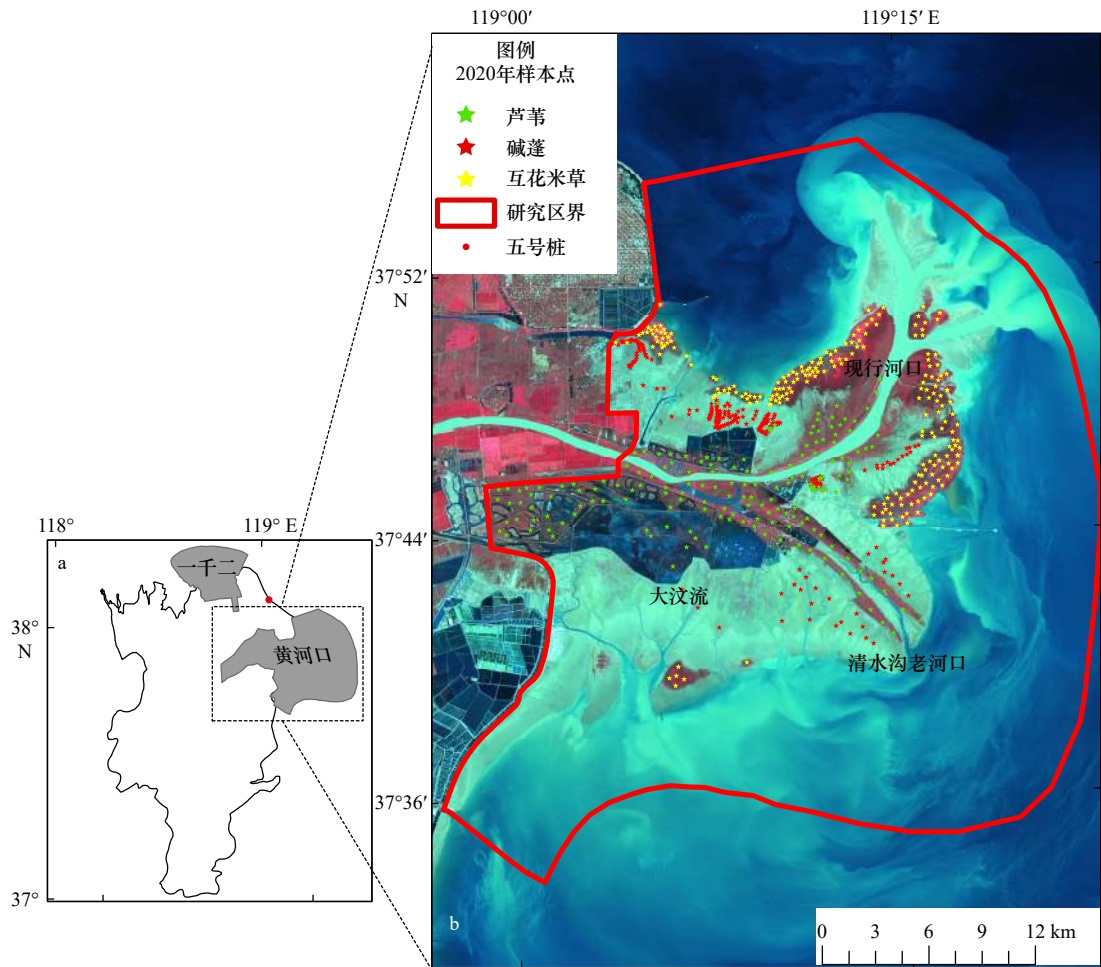 119°00′
119°15′ E
图例
2020年样本点
芦苇
碱蓬
互花米草
研究区界
五号桩
37°52′
N
现行河口
118°
119° E
37°44′
a
一千二
大汶流
38°
N
黄河口
清水沟老河口
37°36′
37°
b
0 3 6 9 12 km